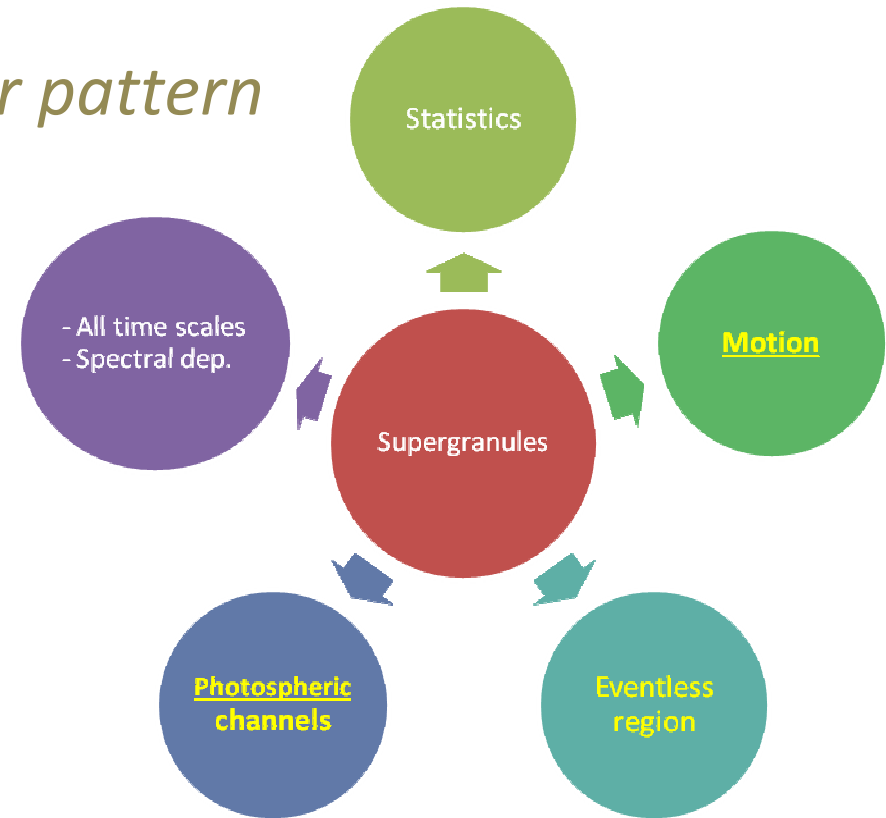 r pattern
Statistics
- All time scales
- Spectral dep.
Motion
Supergranules
Photospheric
channels
Eventless
region